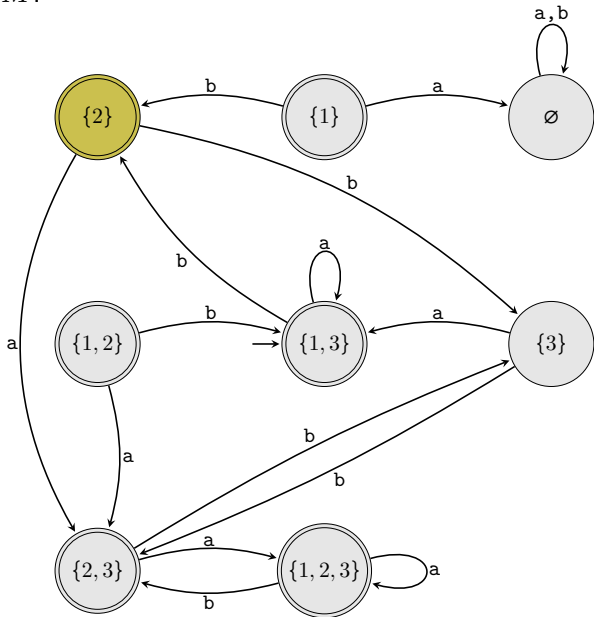 M .
a,b
{2}
b
{1}
a
∅
b
b
a
{1, 2}
b
{1, 3}
a
{3}
a
a
b
b
{2, 3}
a
{1, 2, 3}
a
b